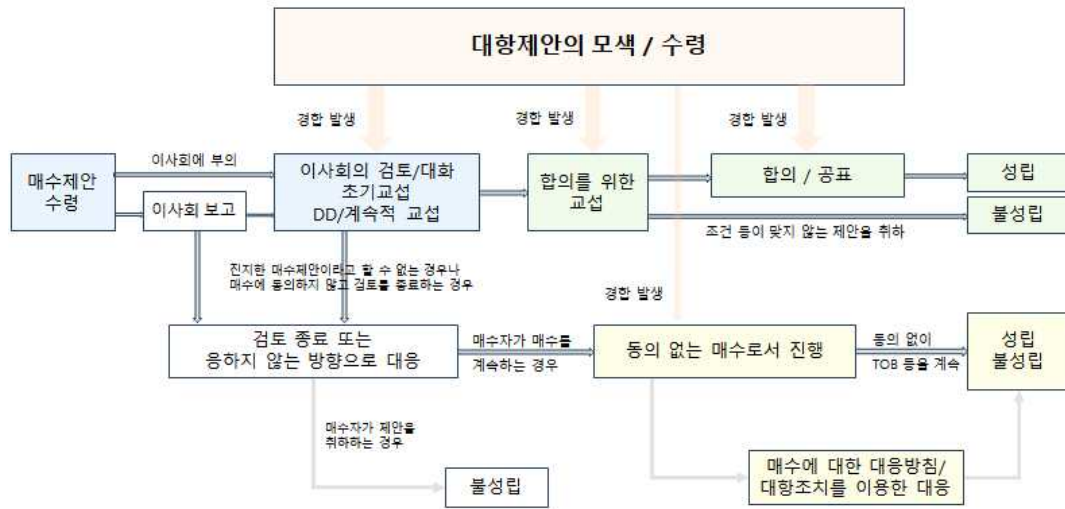 대항제안의 모색 / 수령
경합 발생
경합 발생
경합 발생
매수제안
수령
이사회에 부의
이사회 보고
이사회의 검토/대화
초기교섭
DD/계속적 교섭
합의를 위한
교섭
합의 / 공표
성립
불성립
조건 등이 맞지 않는 제안을 취하
진지한 매수제안이라고 할 수 없는 경우나
매수에 동의하지 않고 검토를 종료하는 경우
경합 발생
검토 종료 또는
응하지 않는 방향으로 대응
매수자가 매수를
계속하는 경우
동의 없는 매수로서 진행
동의 없이
TOB 등을 계속
성립
불성립
매수자가 제안을
취하하는 경우
불성립
매수에 대한 대응방침/
대항조치를 이용한 대응